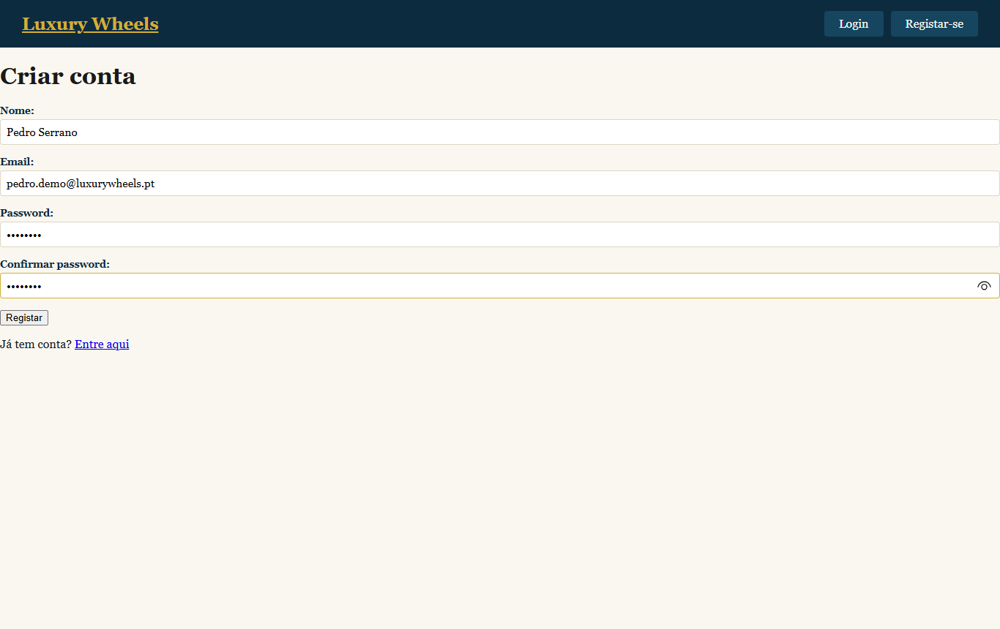 Luxury Wheels
Login
Registar-se
Criar conta
Nome:
Pedro Serrano
Email:
pedro.demo@luxurywheels.pt
Password:
••••••••
Confirmar password:
••••••••
Registar
Já tem conta? Entre aqui